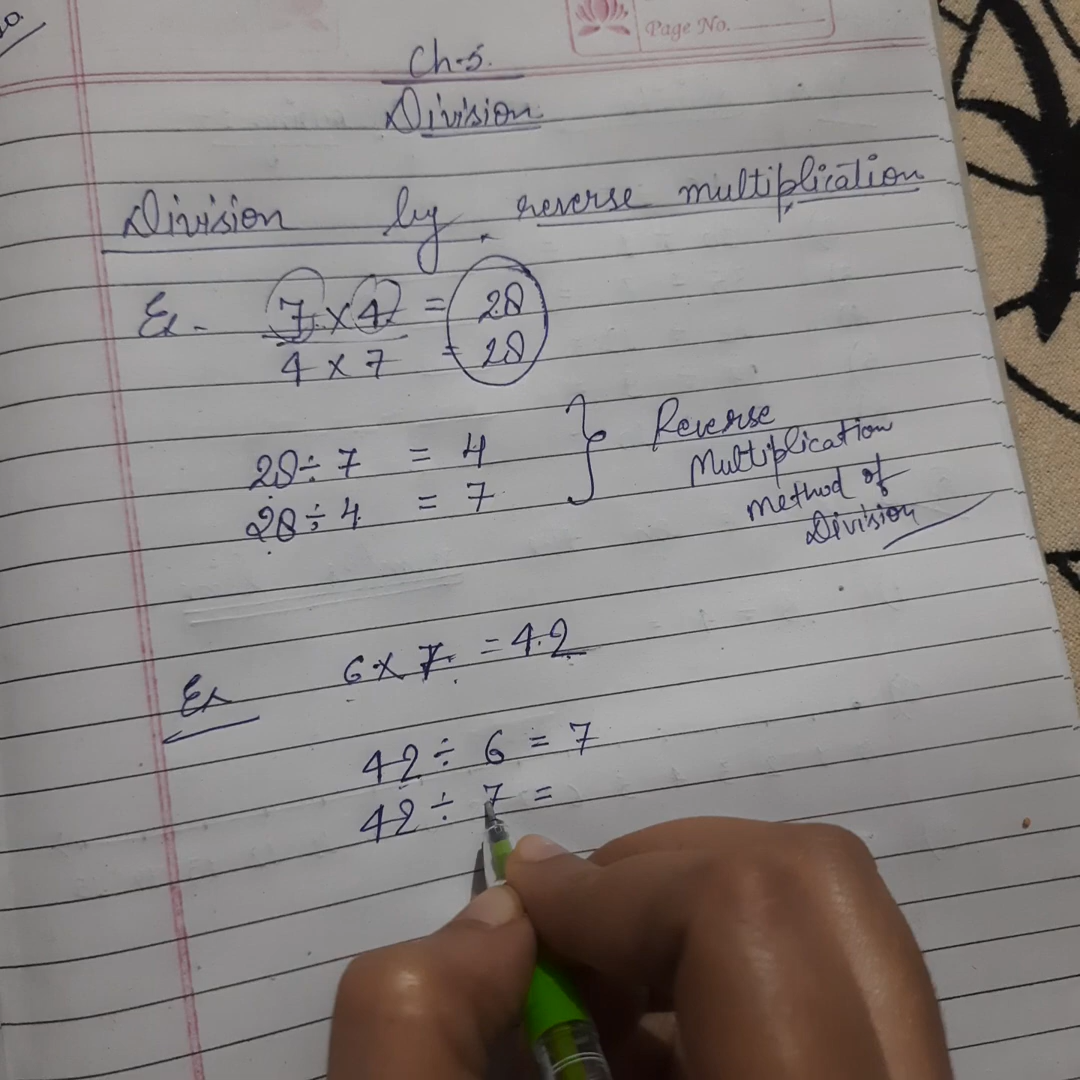 Page No.
Ch-5.
Division
Division by reverse multiplication
Ex. 7 × 4 = 28
4 × 7 = 28
28 ÷ 7 = 4
28 ÷ 4 = 7
} Reverse
Multiplication
method of
Division
Ex 6 × 7 = 42
42 ÷ 6 = 7
42 ÷ 7 =